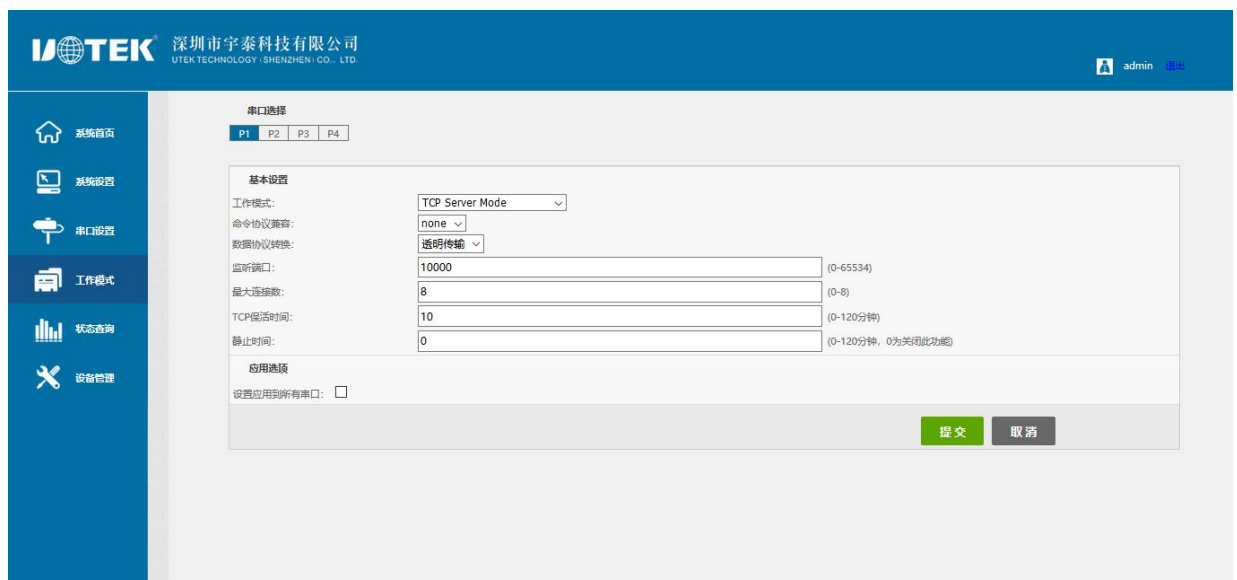 UOTEK® 深圳市宇泰科技有限公司
UTEK TECHNOLOGY (SHENZHEN) CO., LTD.
admin 退出
系统首页
系统设置
串口设置
工作模式
状态查询
设备管理
串口选择
P1 P2 P3 P4
基本设置
工作模式: TCP Server Mode
命令协议兼容: none
数据协议转换: 透明传输
监听端口: 10000 (0-65534)
最大连接数: 8 (0-8)
TCP保活时间: 10 (0-120分钟)
静止时间: 0 (0-120分钟, 0为关闭此功能)
应用选项
设置应用到所有串口:
提交 取消